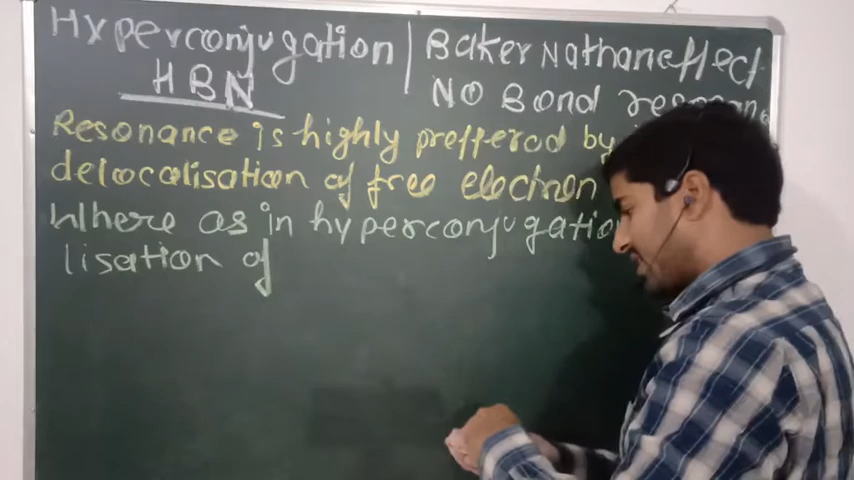 Hyperconjugation | Baker Nathan effect
HBN NO Bond
Resonance is highly preffered by
delocalisation of free electron
Where as in hyperconjugation
lisation of